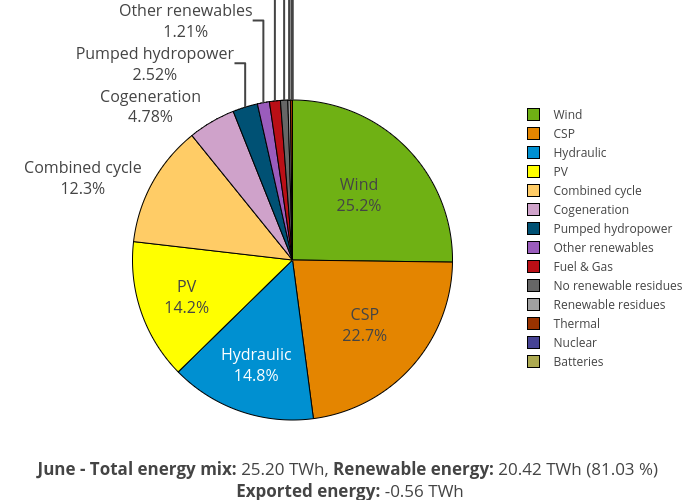 Other renewables
1.21%
Pumped hydropower
2.52%
Cogeneration
4.78%
Combined cycle
12.3%
Wind
25.2%
PV
14.2%
CSP
22.7%
Hydraulic
14.8%
Wind
CSP
Hydraulic
PV
Combined cycle
Cogeneration
Pumped hydropower
Other renewables
Fuel & Gas
No renewable residues
Renewable residues
Thermal
Nuclear
Batteries
June - Total energy mix: 25.20 TWh, Renewable energy: 20.42 TWh (81.03 %)
Exported energy: -0.56 TWh